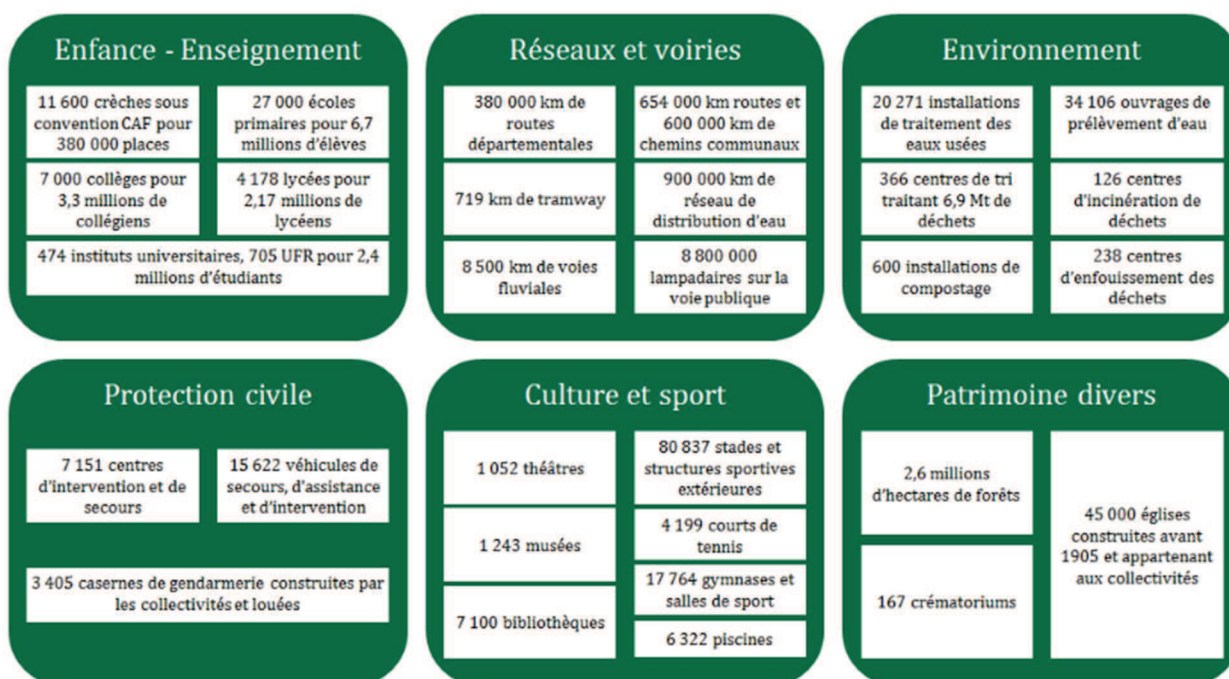 Enfance - Enseignement
11 600 crèches sous
convention CAF pour
380 000 places
27 000 écoles
primaires pour 6,7
millions d'élèves
7 000 collèges pour
3,3 millions de
collégiens
4 178 lycées pour
2,17 millions de
lycéens
474 instituts universitaires, 705 UFR pour 2,4
millions d'étudiants
Réseaux et voiries
380 000 km de
routes
départementales
654 000 km routes et
600 000 km de
chemins communaux
719 km de tramway
900 000 km de
réseau de
distribution d'eau
8 500 km de voies
fluviales
8 800 000
lampadaires sur la
voie publique
Environnement
20 271 installations
de traitement des
eaux usées
34 106 ouvrages de
prélèvement d'eau
366 centres de tri
traitant 6,9 Mt de
déchets
126 centres
d'incinération de
déchets
600 installations de
compostage
238 centres
d'enfouissement des
déchets
Protection civile
7 151 centres
d'intervention et de
secours
15 622 véhicules de
secours, d'assistance
et d'intervention
3 405 casernes de gendarmerie construites par
les collectivités et louées
Culture et sport
1 052 théâtres
80 837 stades et
structures sportives
extérieures
1 243 musées
4 199 courts de
tennis
17 764 gymnases et
salles de sport
7 100 bibliothèques
6 322 piscines
Patrimoine divers
2,6 millions
d'hectares de forêts
45 000 églises
construites avant
1905 et appartenant
aux collectivités
167 crématoriums